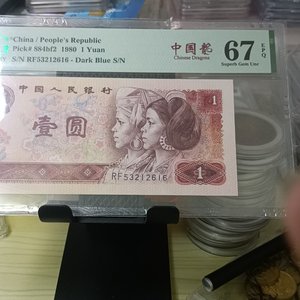 China / People's Republic
Pick# 884bf2 1980 1 Yuan
S/N RF53212616 - Dark Blue S/N
中国龙
Chinese Dragons
67
EPQ
Superb Gem Unc
中国人民银行
1
壹圆
RF53212616
1